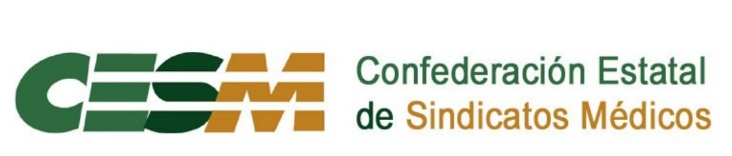 CESM
Confederación Estatal
de Sindicatos Médicos